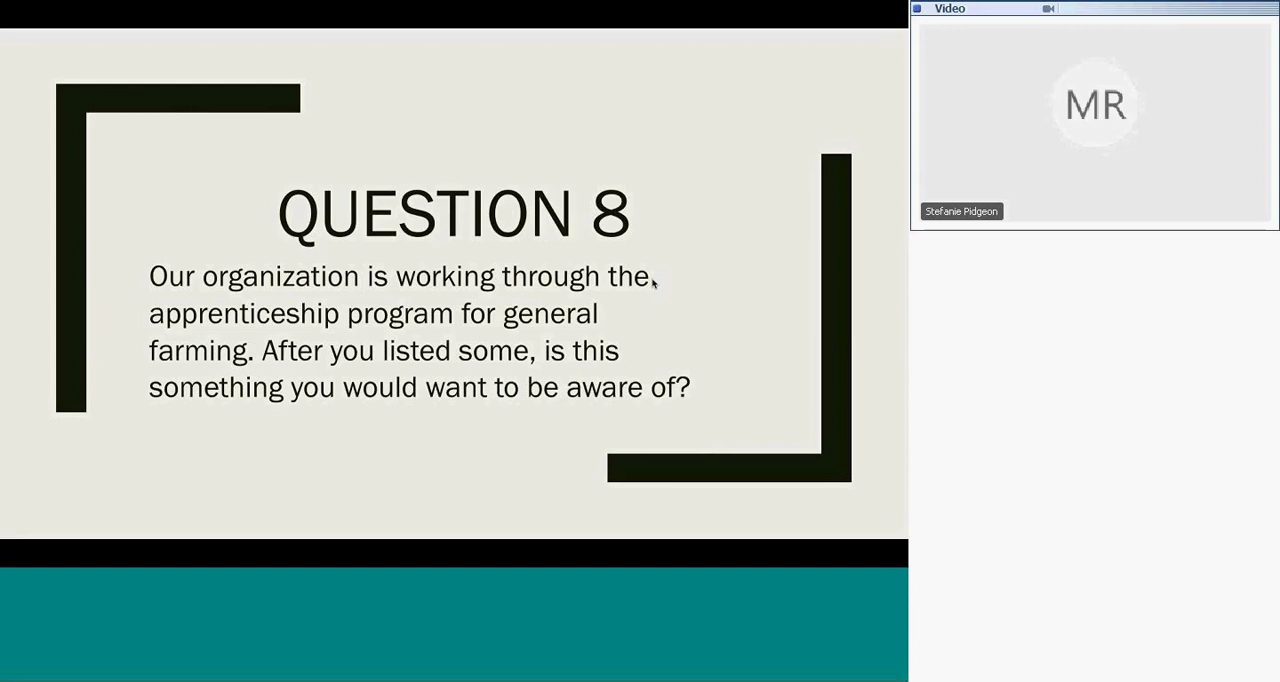 QUESTION 8
Our organization is working through the
apprenticeship program for general
farming. After you listed some, is this
something you would want to be aware of?
Video
MR
Stefanie Pidgeon